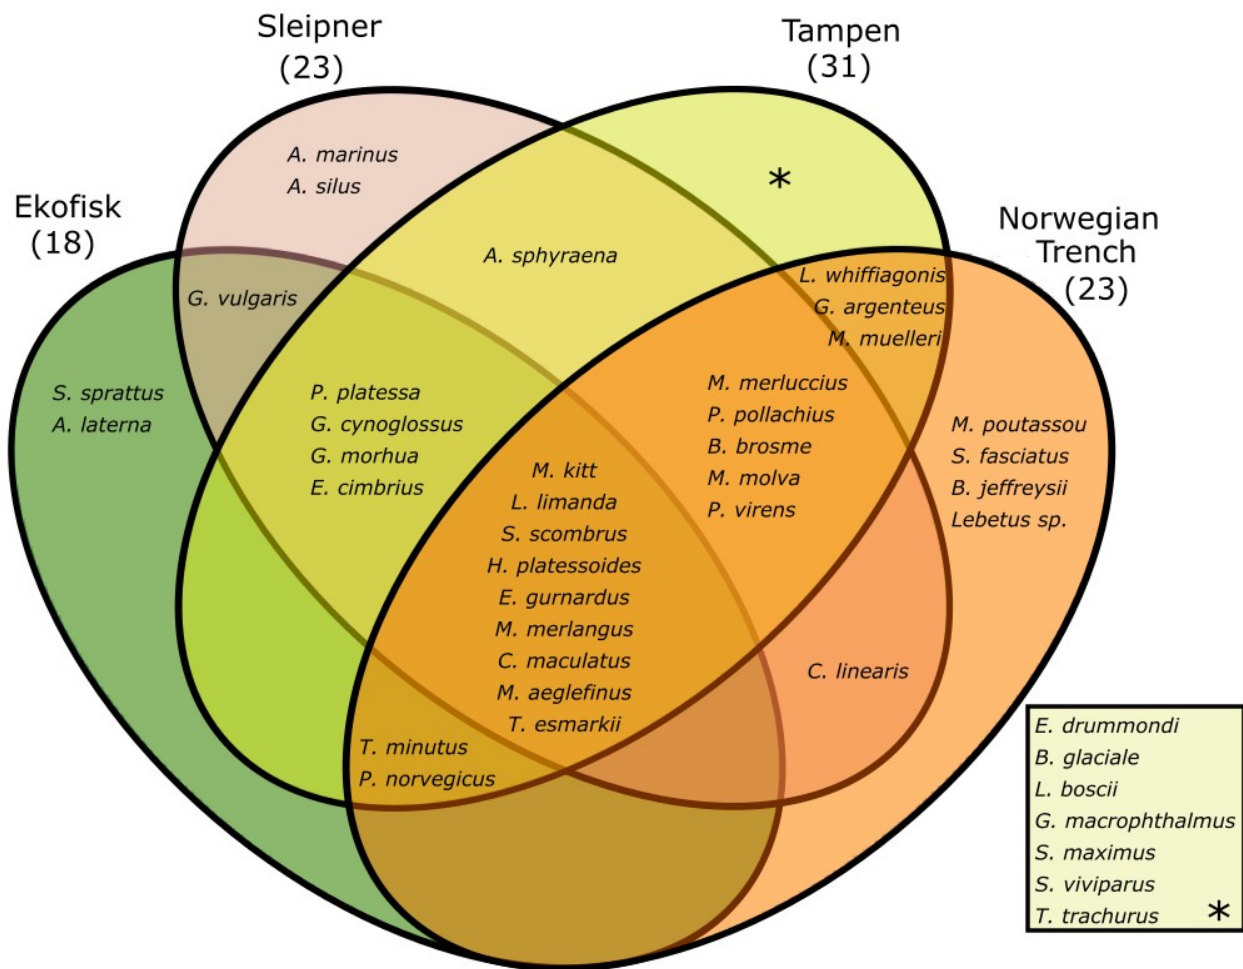 Sleipner
(23)
Tampen
(31)
Ekofisk
(18)
Norwegian
Trench
(23)
A. marinus
A. silus
*
G. vulgaris
A. sphyraena
L. whiffiagonis
G. argenteus
M. muelleri
S. sprattus
A. laterna
P. platessa
G. cynoglossus
G. morhua
E. cimbrius
M. merluccius
P. pollachius
B. brosme
M. molva
P. virens
M. poutassou
S. fasciatus
B. jeffreysii
Lebetus sp.
M. kitt
L. limanda
S. scombrus
H. platessoides
E. gurnardus
M. merlangus
C. maculatus
M. aeglefinus
T. esmarkii
C. linearis
T. minutus
P. norvegicus
E. drummondi
B. glaciale
L. boscii
G. macrophthalmus
S. maximus
S. viviparus
T. trachurus *